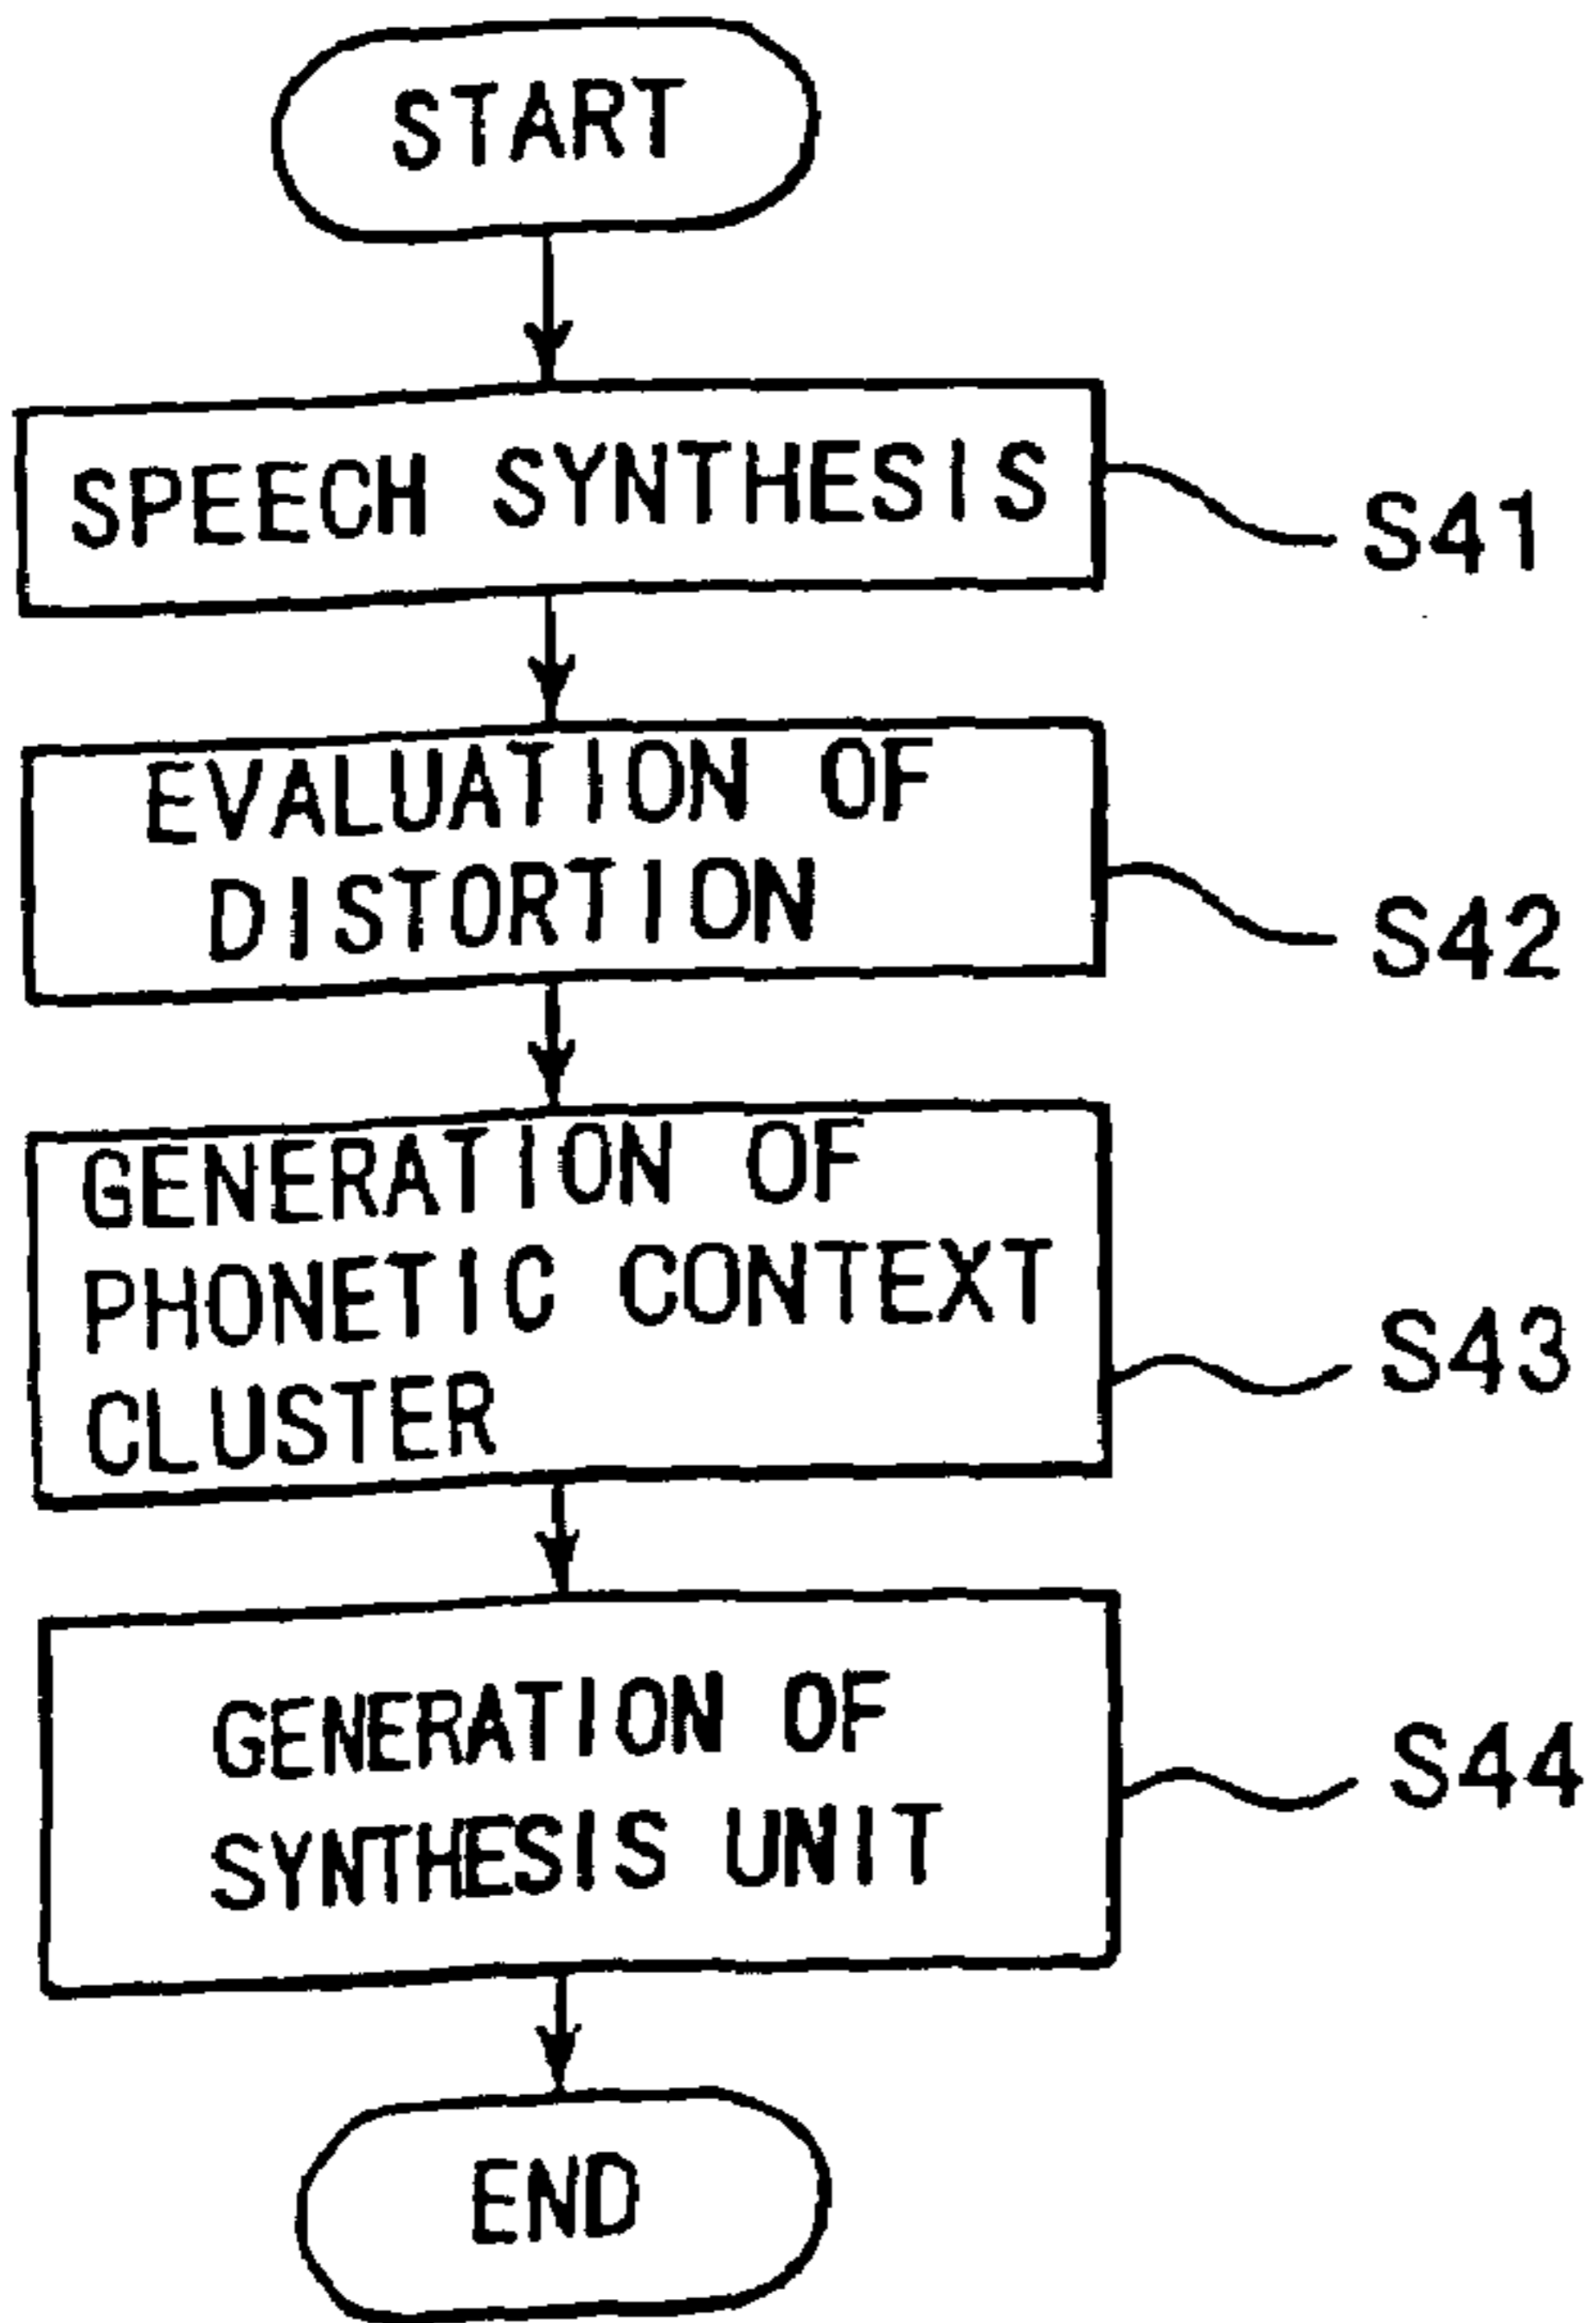 START
SPEECH SYNTHESIS
S41
EVALUATION OF
DISTORTION
S42
GENERATION OF
PHONETIC CONTEXT
CLUSTER
S43
GENERATION OF
SYNTHESIS UNIT
S44
END